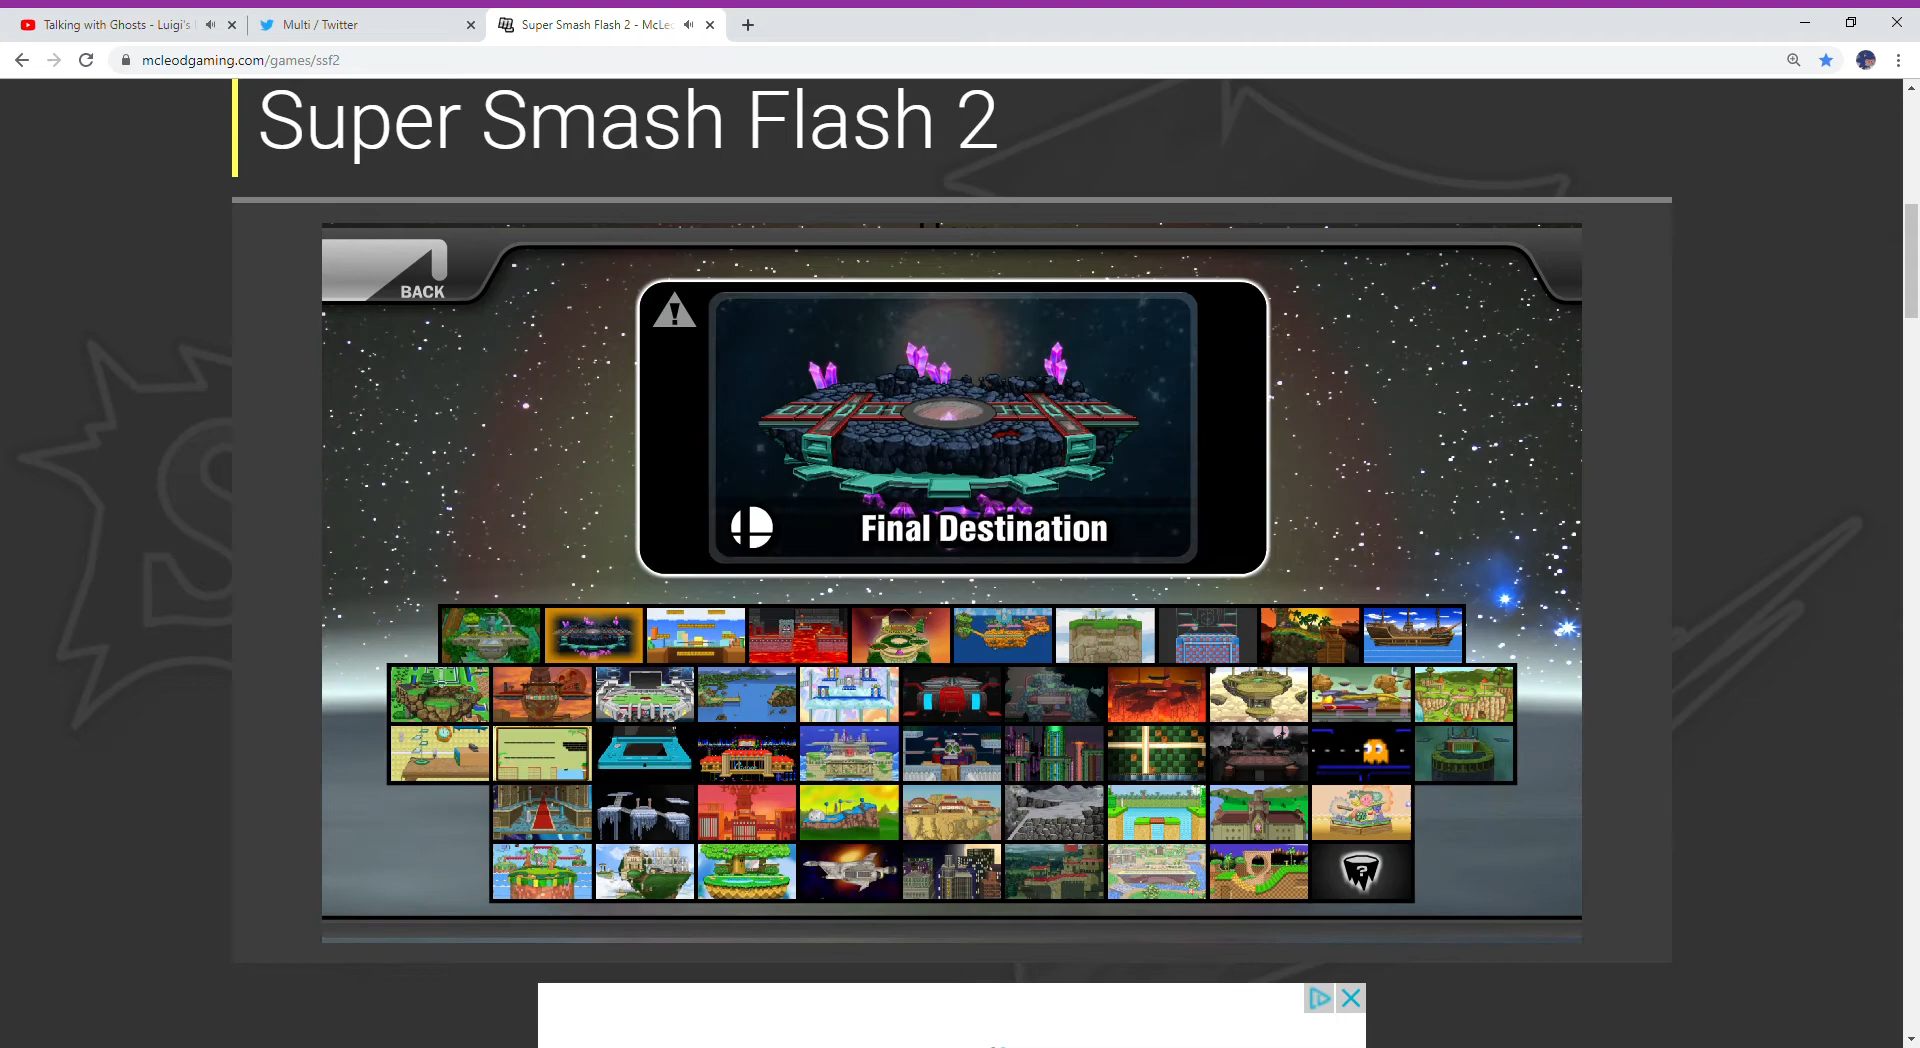 Talking with Ghosts - Luigi's
Multi / Twitter
Super Smash Flash 2 - McLeo
mcleodgaming.com/games/ssf2
Super Smash Flash 2
BACK
Final Destination
?